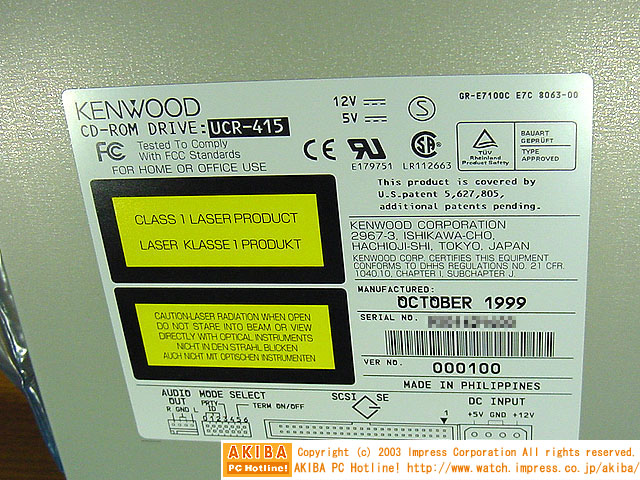 KENWOOD
CD-ROM DRIVE: UCR-415
12V
5V
S
GR-E7100C E7C 8063-00
FC Tested To Comply
With FCC Standards
FOR HOME OR OFFICE USE
CE
E179751
SA
LR112663
TÜV
Rheinland
Product Safety
BAUART
GEPRÜFT
TYPE
APPROVED
This product is covered by
U.S.patent 5,627,805,
additional patents pending.
CLASS 1 LASER PRODUCT
LASER KLASSE 1 PRODUKT
KENWOOD CORPORATION
2967-3, ISHIKAWA-CHO,
HACHIOJI-SHI, TOKYO, JAPAN
KENWOOD CORP. CERTIFIES THIS EQUIPMENT
CONFORMS TO DHHS REGULATIONS NO. 21 CFR.
1040.10, CHAPTER I, SUBCHAPTER J.
MANUFACTURED:
OCTOBER 1999
SERIAL NO.
CAUTION-LASER RADIATION WHEN OPEN
DO NOT STARE INTO BEAM OR VIEW
DIRECTLY WITH OPTICAL INSTRUMENTS
NICHT IN DEN STRAHL BLICKEN
AUCH NICHT MIT OPTISCHEN INSTRUMENTEN
VER NO. 000100
MADE IN PHILIPPINES
AUDIO
OUT
R GND L
MODE SELECT
PRTY
ID
TERM ON/OFF
SCSI SE
1
DC INPUT
+5V GND +12V
AKIBA
PC Hotline!
Copyright (c) 2003 Impress Corporation All rights reserved.
AKIBA PC Hotline! http://www.watch.impress.co.jp/akiba/